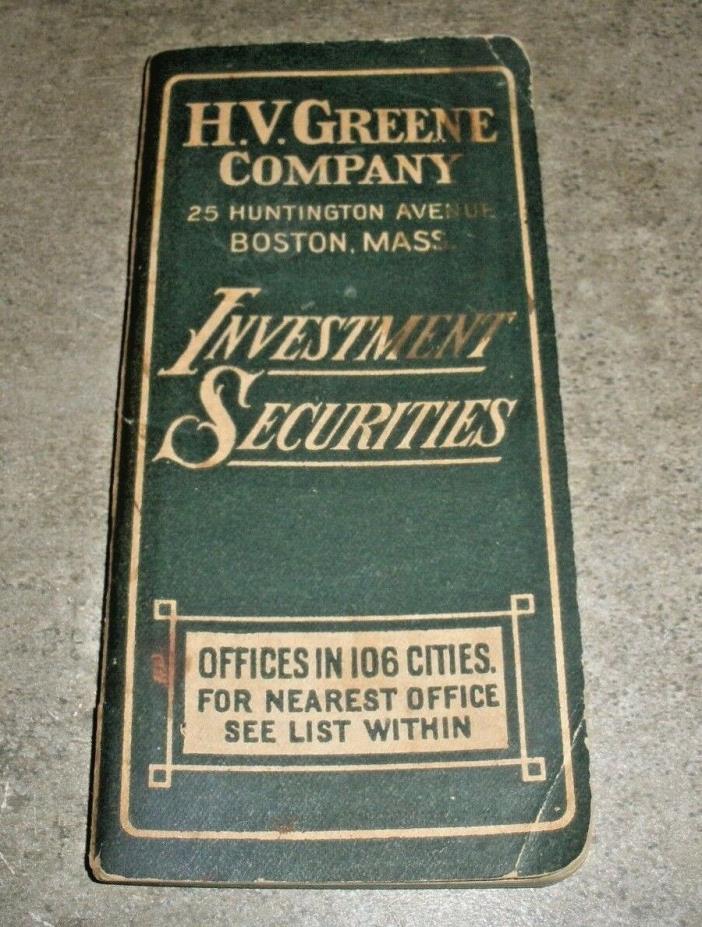 H.V. GREENE
COMPANY
25 HUNTINGTON AVENUE
BOSTON, MASS.
INVESTMENT
SECURITIES
OFFICES IN 106 CITIES.
FOR NEAREST OFFICE
SEE LIST WITHIN